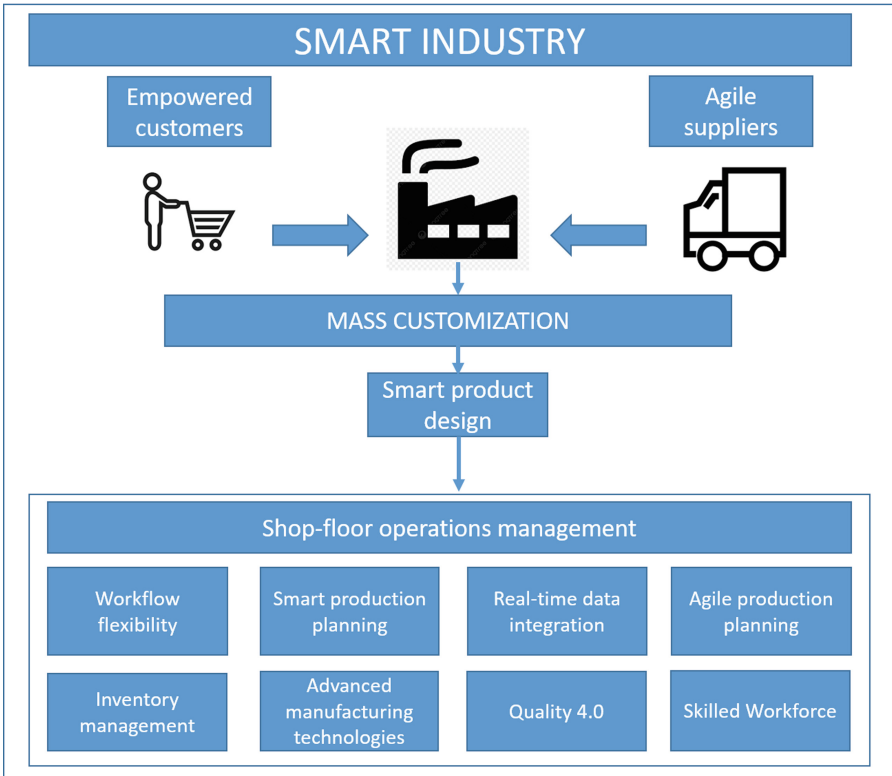 SMART INDUSTRY
Empowered
customers
Agile
suppliers
MASS CUSTOMIZATION
Smart product
design
Shop-floor operations management
Workflow
flexibility
Smart production
planning
Real-time data
integration
Agile production
planning
Inventory
management
Advanced
manufacturing
technologies
Quality 4.0
Skilled Workforce